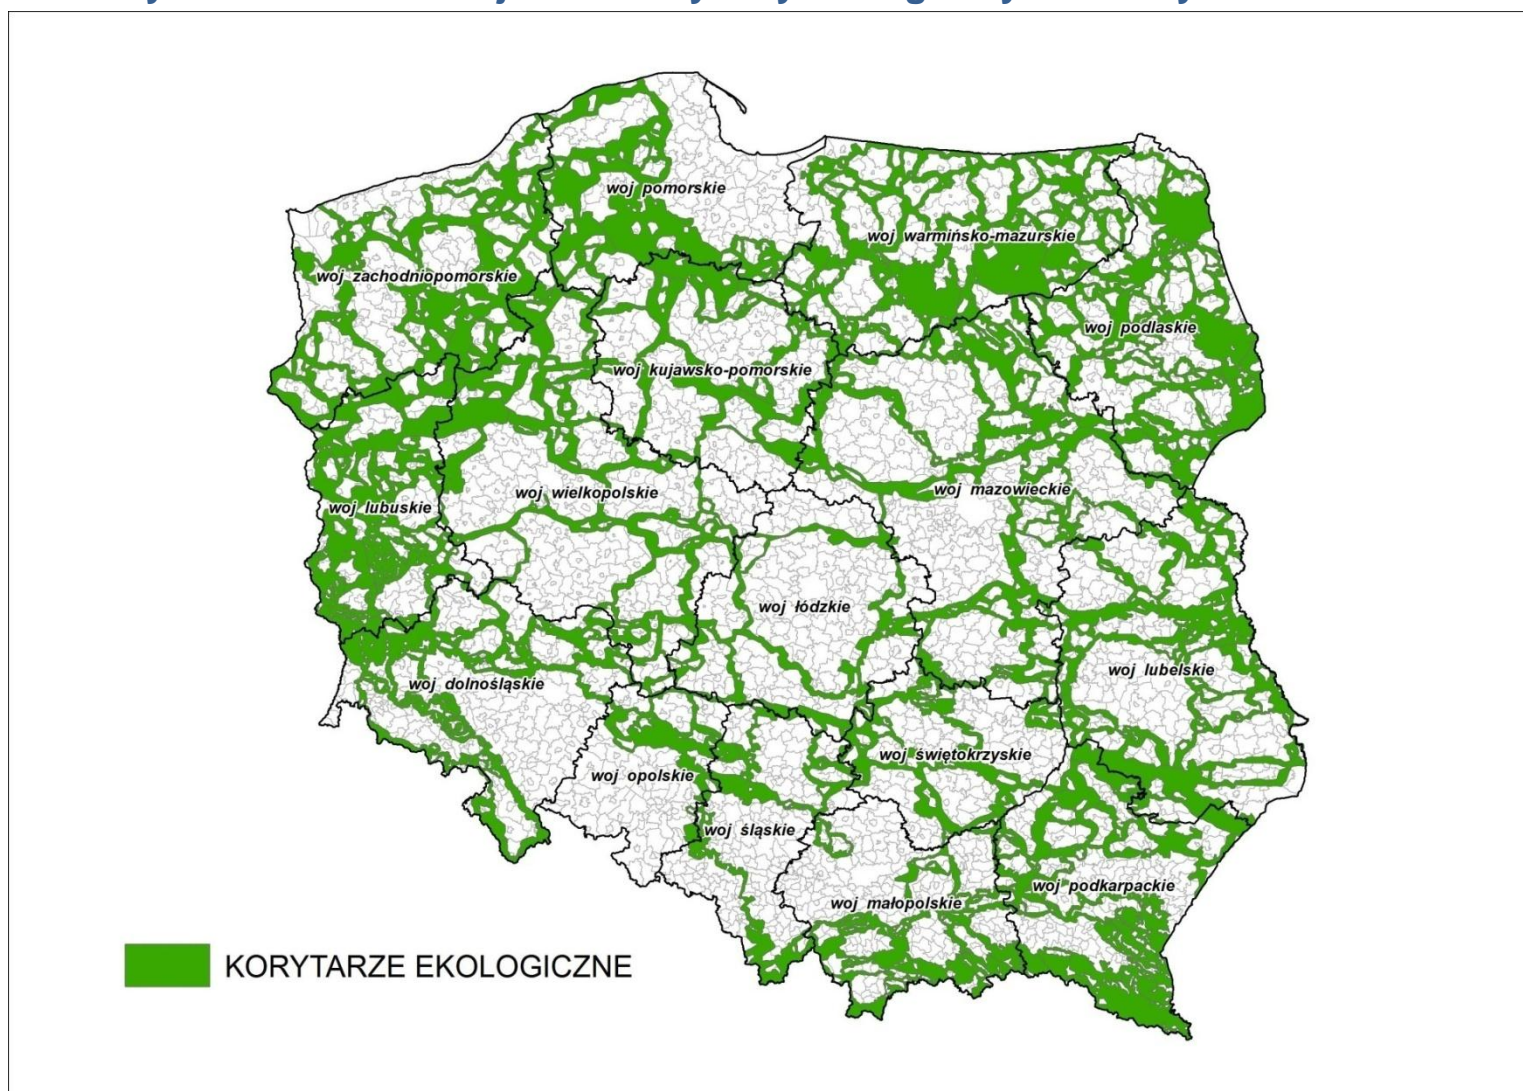 woj pomorskie
woj warmińsko-mazurskie
woj zachodniopomorskie
woj podlaskie
woj kujawsko-pomorskie
woj wielkopolskie
woj mazowieckie
woj lubuskie
woj łódzkie
woj lubelskie
woj dolnośląskie
woj świętokrzyskie
woj opolskie
woj śląskie
woj podkarpackie
woj małopolskie
KORYTARZE EKOLOGICZNE